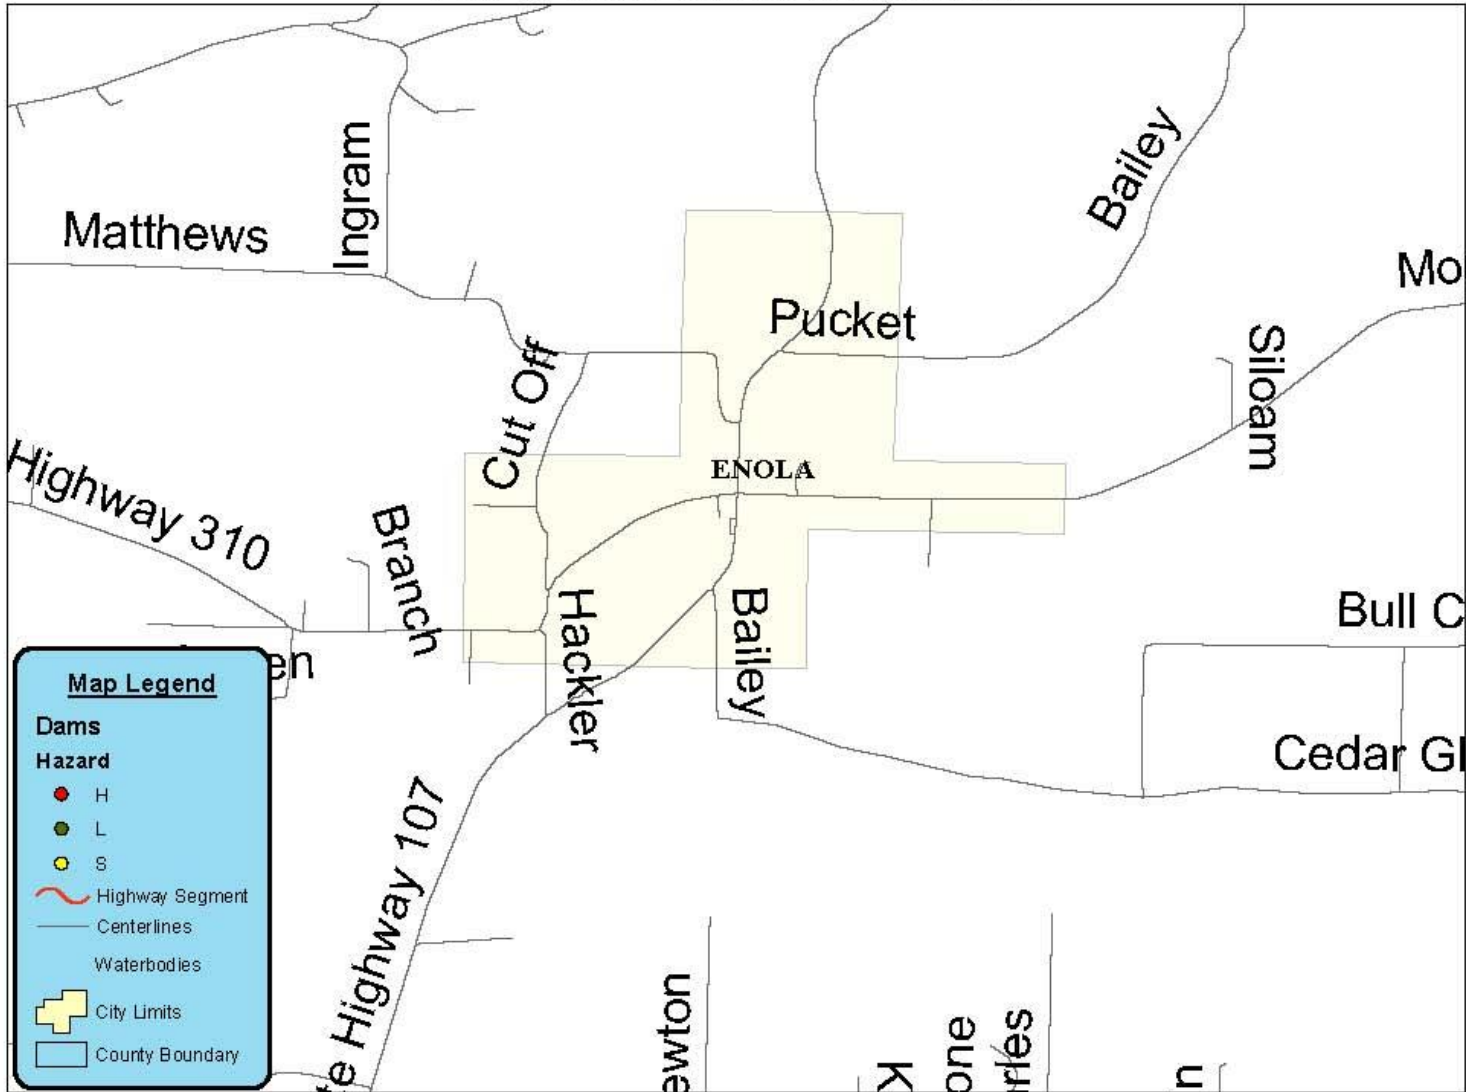 Ingram
Matthews
Bailey
Mo
Pucket
Siloam
Cut Off
ENOLA
Highway 310
Branch
Hackler
Bailey
Bull C
en
Cedar Gl
te Highway 107
ewton
K
one
rles
n
Map Legend
Dams
Hazard
H
L
S
Highway Segment
Centerlines
Waterbodies
City Limits
County Boundary